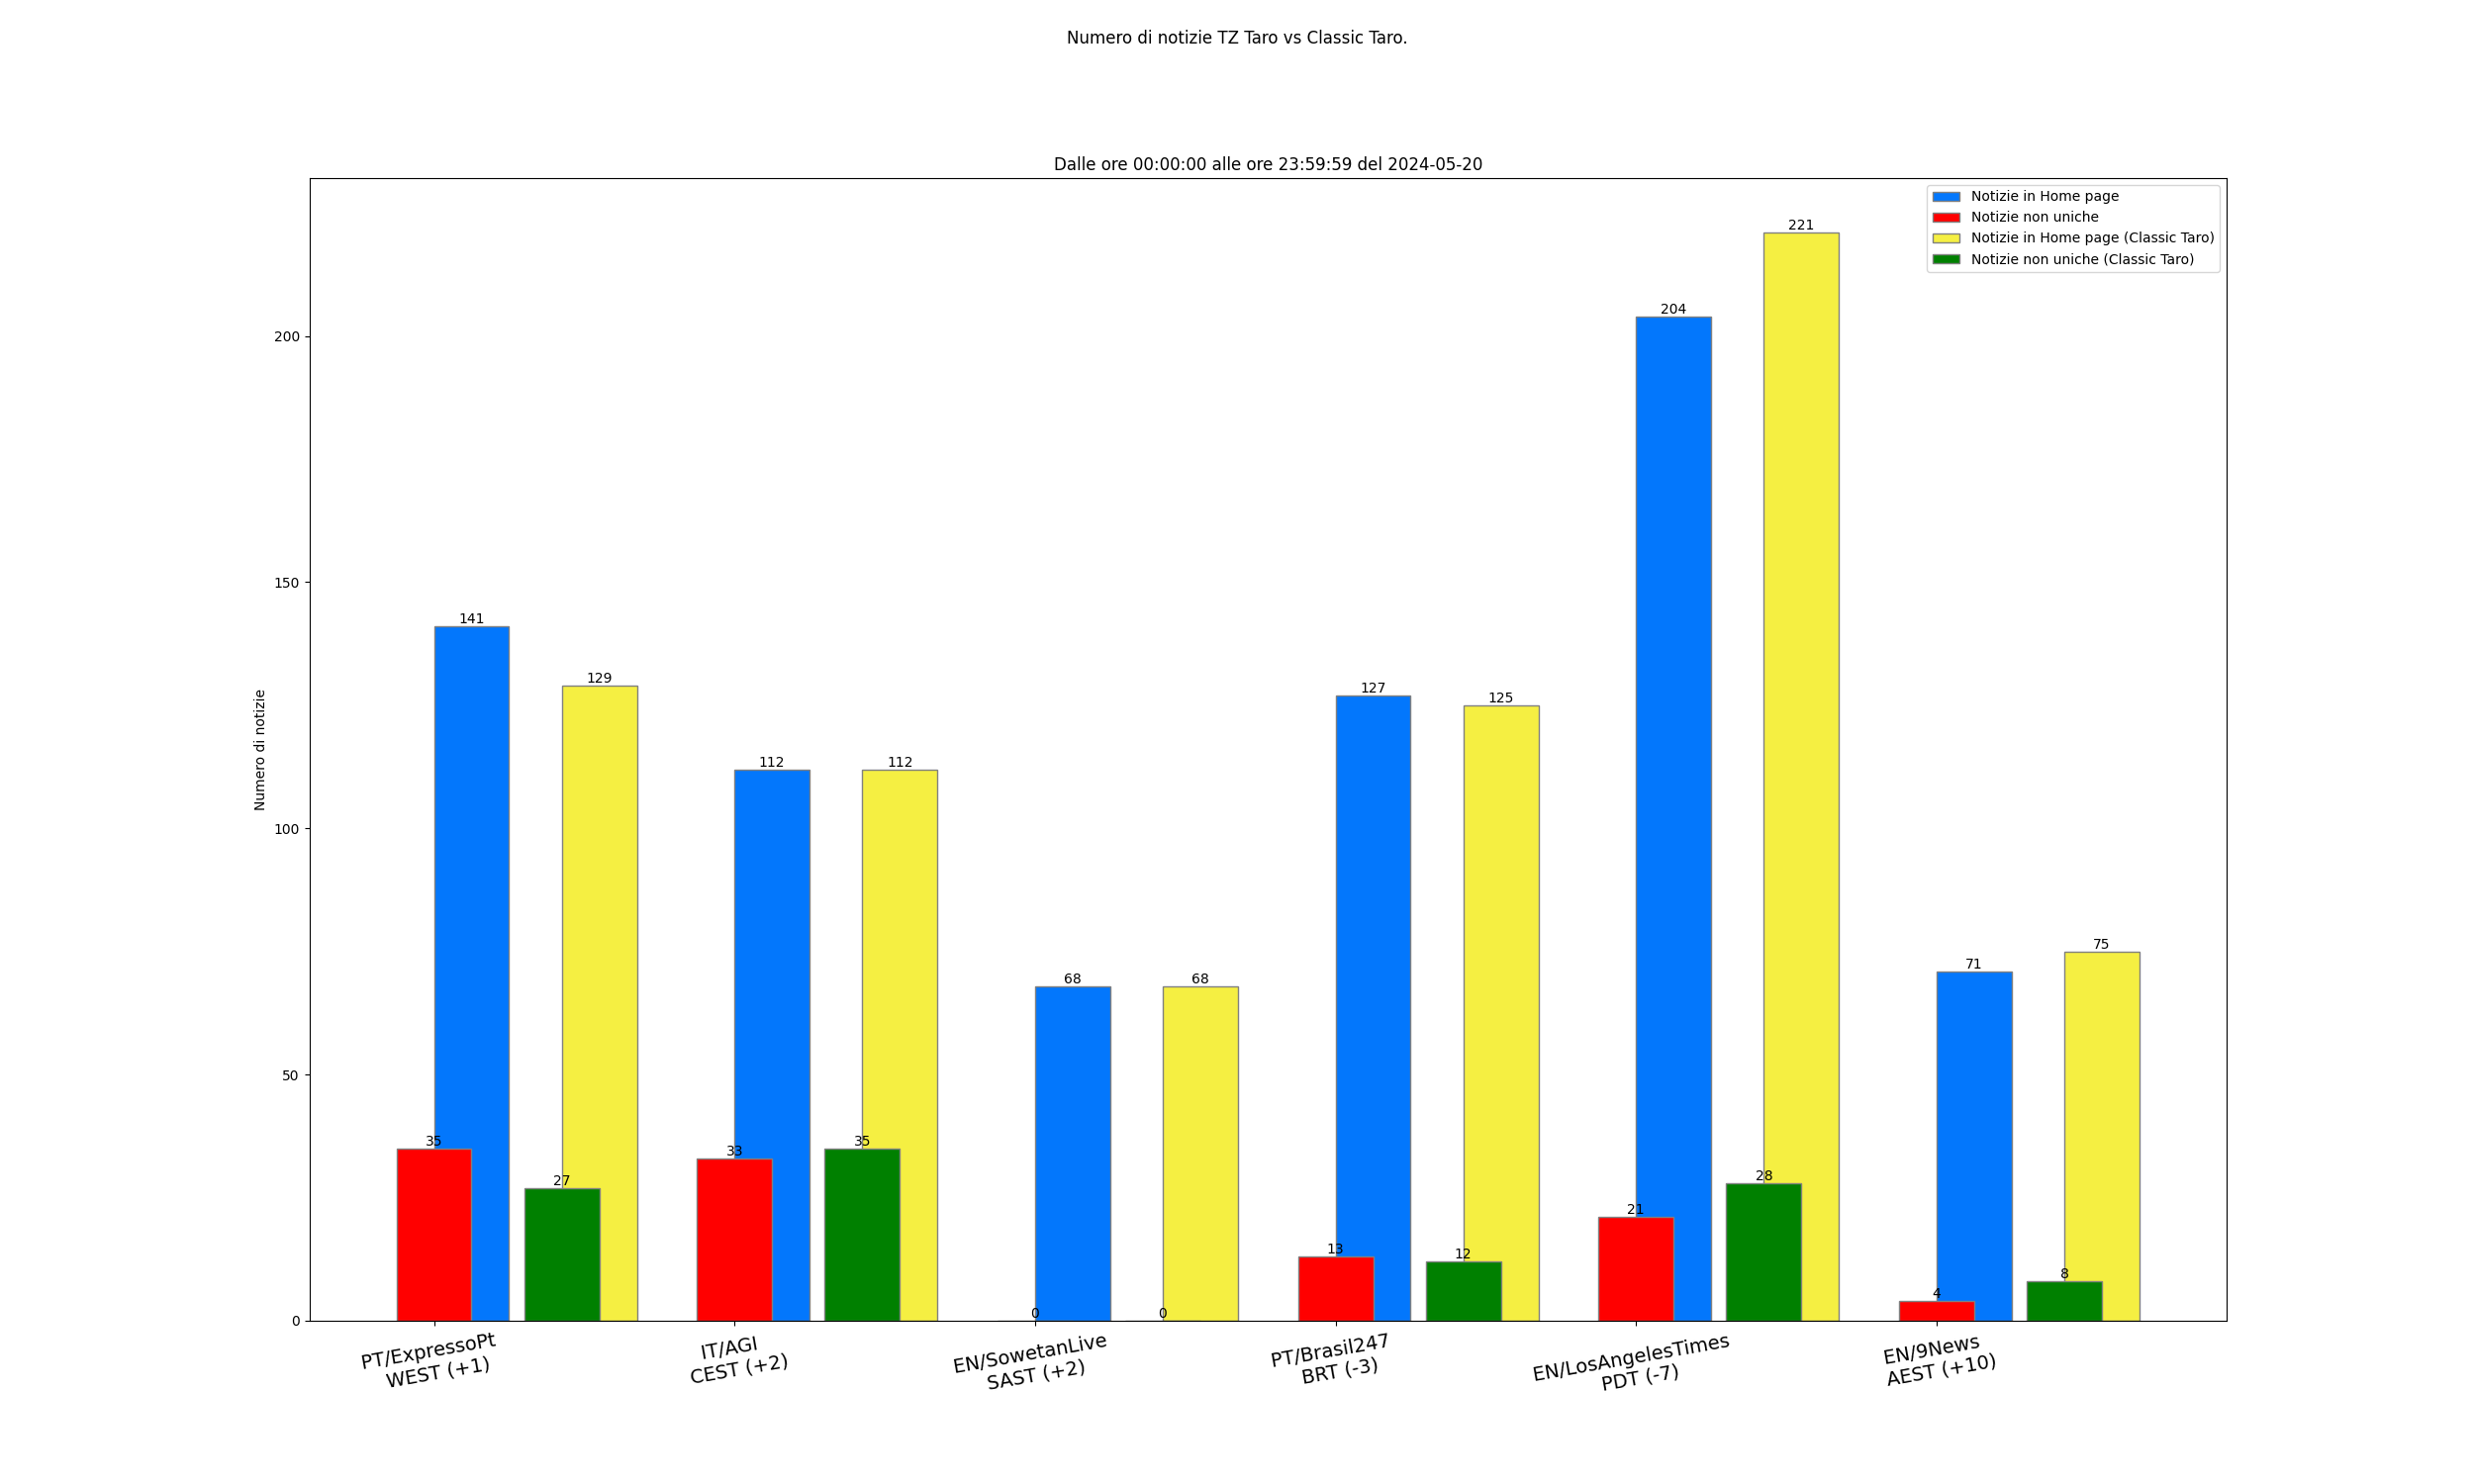 Numero di notizie TZ Taro vs Classic Taro.
Dalle ore 00:00:00 alle ore 23:59:59 del 2024-05-20
Notizie in Home page
Notizie non uniche
Notizie in Home page (Classic Taro)
Notizie non uniche (Classic Taro)
Numero di notizie
200
150
100
50
0
141
129
35
27
112
112
33
35
68
68
0
0
127
125
13
12
204
221
21
28
71
75
4
8
PT/ExpressoPt
WEST (+1)
IT/AGI
CEST (+2)
EN/SowetanLive
SAST (+2)
PT/Brasil247
BRT (-3)
EN/LosAngelesTimes
PDT (-7)
EN/9News
AEST (+10)